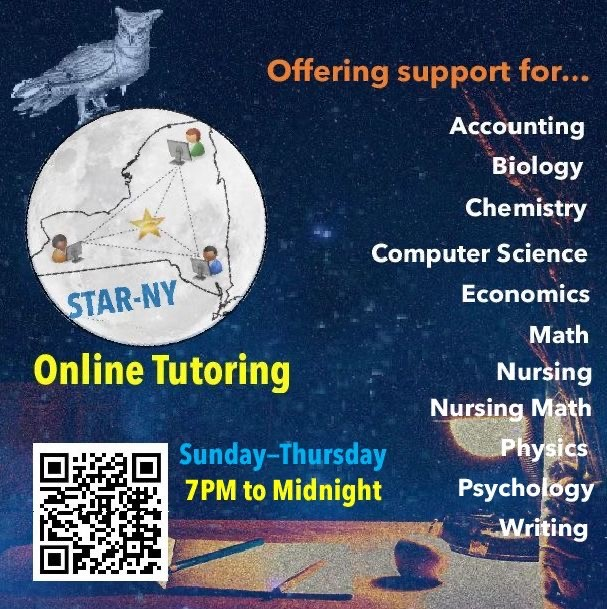 Offering support for...
Accounting
Biology
Chemistry
Computer Science
Economics
Math
Nursing
Nursing Math
Physics
Psychology
Writing
STAR-NY
Online Tutoring
Sunday–Thursday
7PM to Midnight